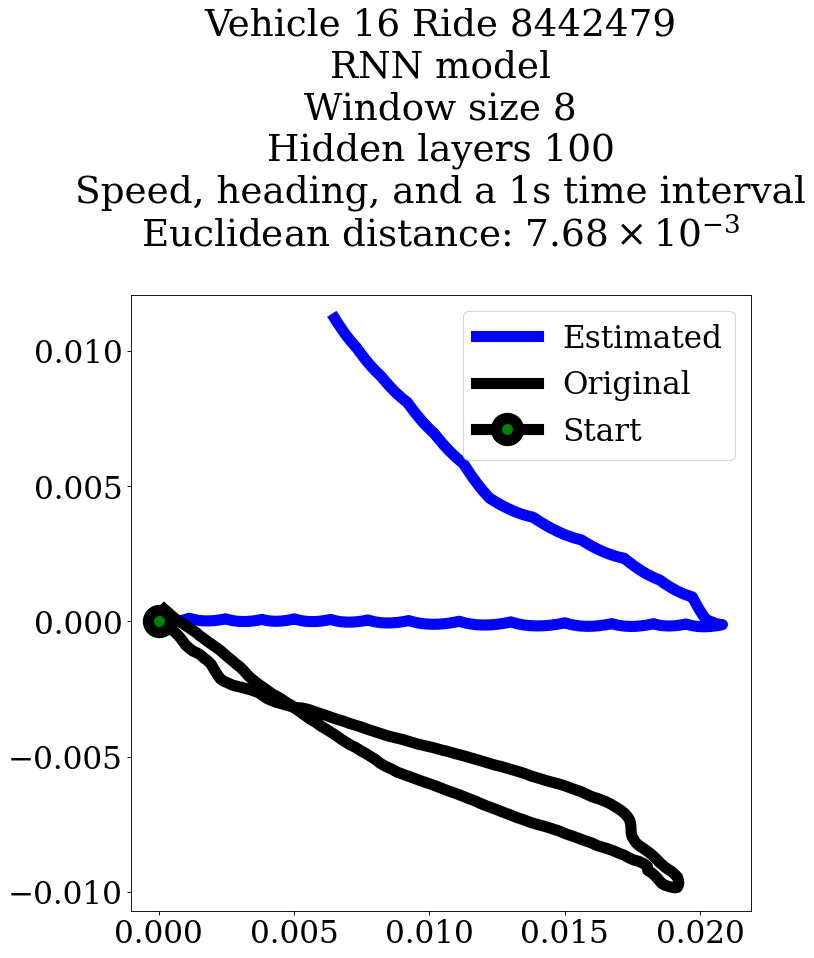 Vehicle 16 Ride 8442479
RNN model
Window size 8
Hidden layers 100
Speed, heading, and a 1s time interval
Euclidean distance: 7.68 × 10⁻³
Estimated
Original
Start
0.010
0.005
0.000
−0.005
−0.010
0.000 0.005 0.010 0.015 0.020